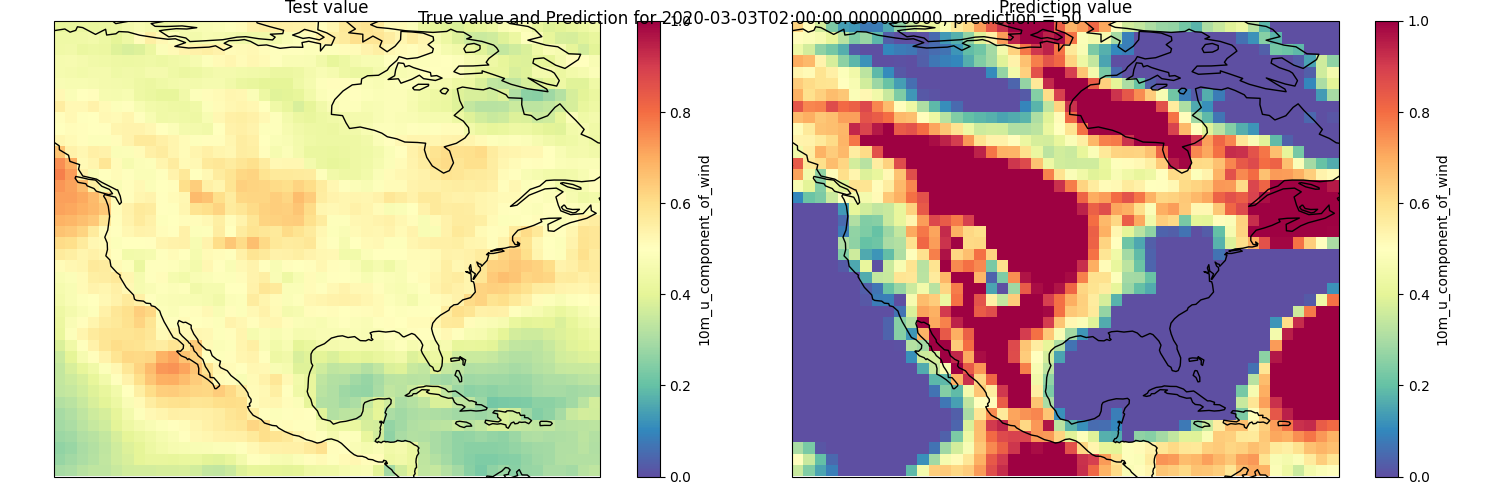 Test value
Prediction value
True value and Prediction for 2020-03-03T02:00:00.000000000, prediction = 50
1.0
0.8
0.6
0.4
0.2
0.0
10m_u_component_of_wind
1.0
0.8
0.6
0.4
0.2
0.0
10m_u_component_of_wind